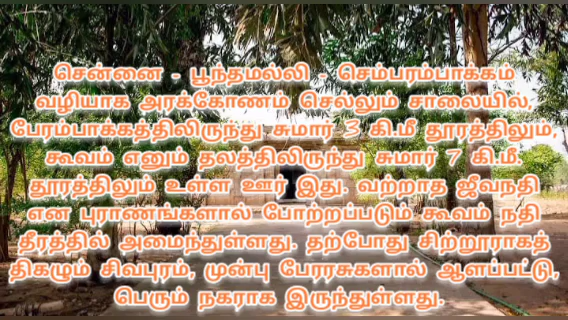 சென்னை - பூந்தமல்லி - செம்பரம்பாக்கம்
வழியாக அரக்கோணம் செல்லும் சாலையில்,
பேரம்பாக்கத்திலிருந்து சுமார் 3 கி.மீ தூரத்திலும்,
கூவம் எனும் தலத்திலிருந்து சுமார் 7 கி.மீ.
தூரத்திலும் உள்ள ஊர் இது. வற்றாத ஜீவநதி
என புராணங்களால் போற்றப்படும் கூவம் நதி
தீரத்தில் அமைந்துள்ளது. தற்போது சிற்றூராகத்
திகழும் சிவபுரம், முன்பு பேரரசுகளால் ஆளப்பட்டு,
பெரும் நகராக இருந்துள்ளது.